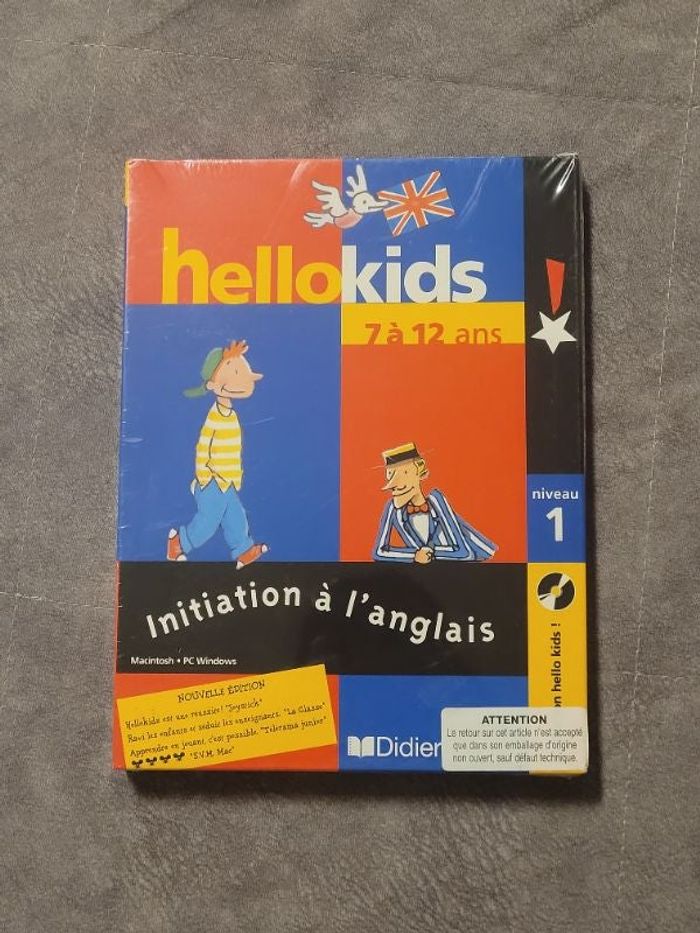 hellokids
7 à 12 ans
niveau
1
Initiation à l'anglais
Macintosh • PC Windows
on hello kids !
NOUVELLE ÉDITION
Hellokids est une réussite! "Joystick"
Ravi les enfants et séduit les enseignants. "La Classe"
Apprendre en jouant, c'est possible. "Télérama junior"
"S.V.M. Mac"
Didier
ATTENTION
Le retour sur cet article n'est accepté
que dans son emballage d'origine
non ouvert, sauf défaut technique.